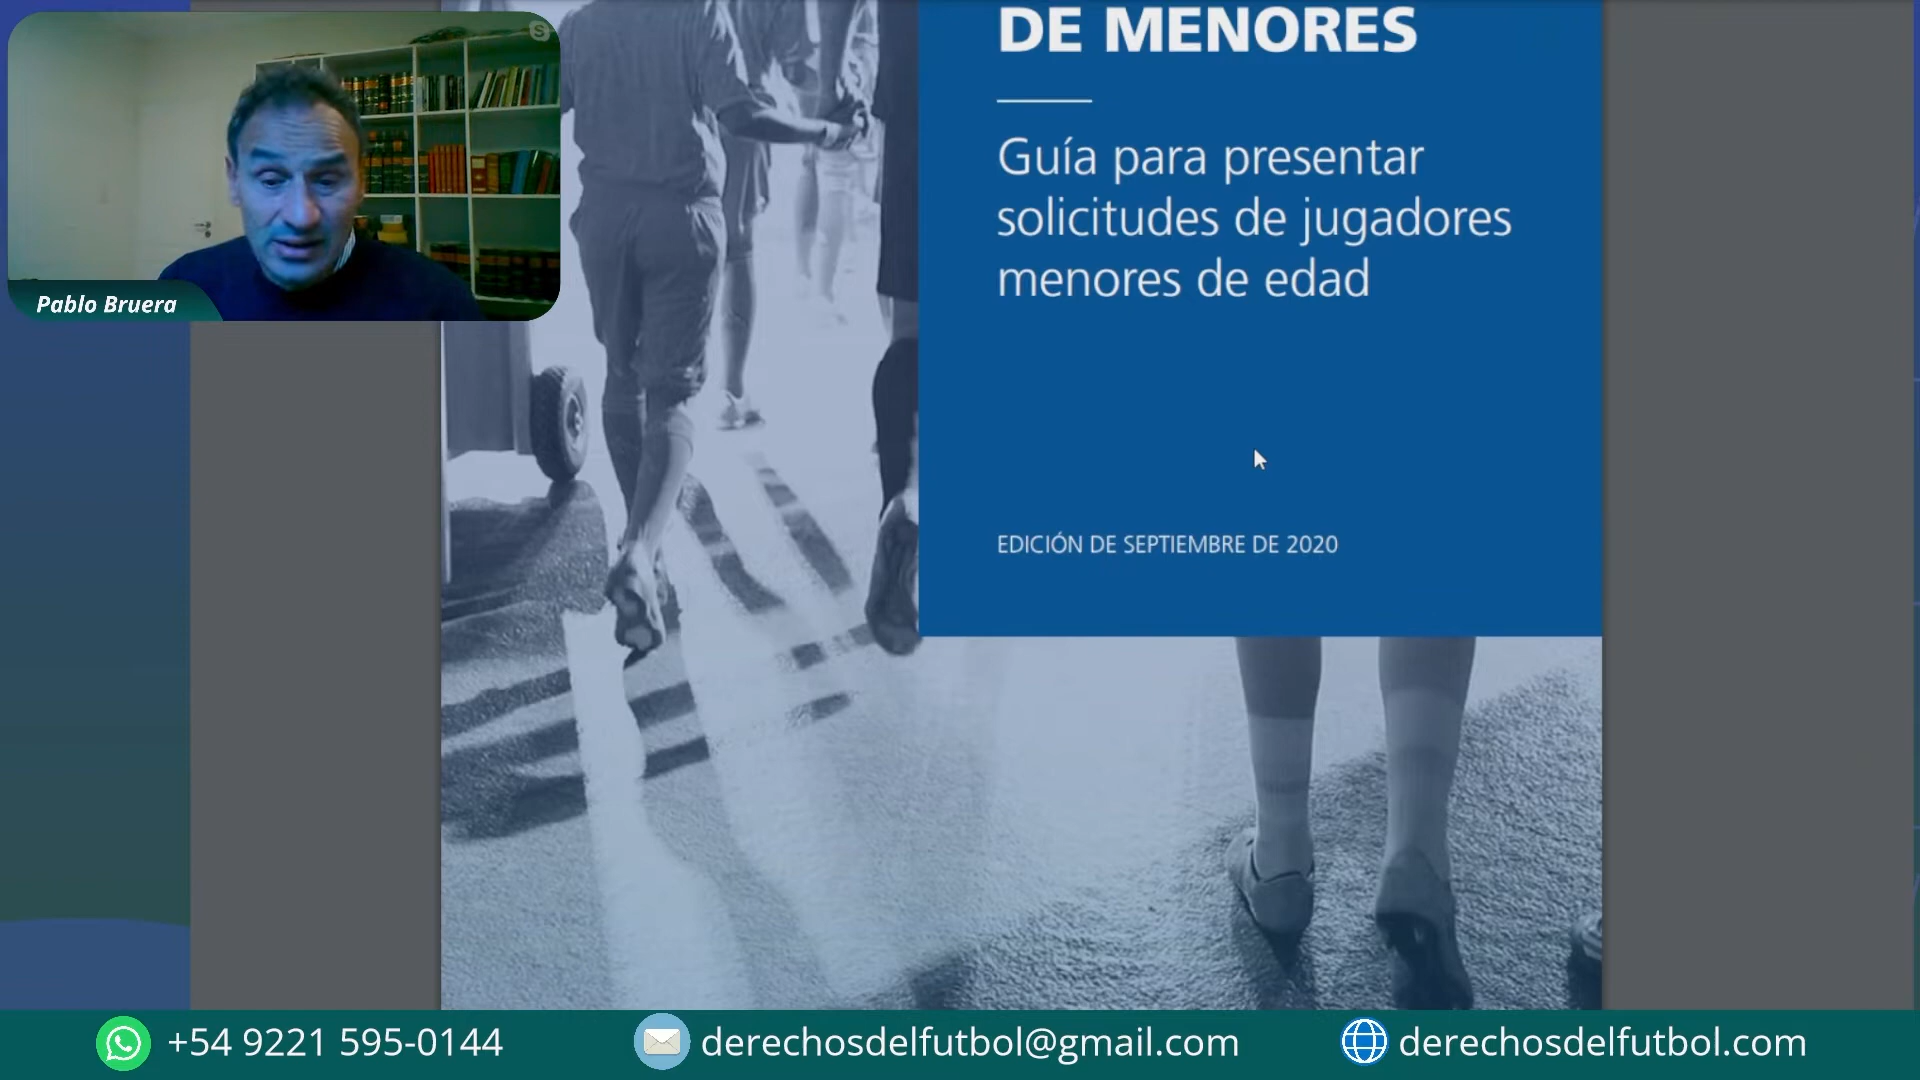 DE MENORES
Guía para presentar
solicitudes de jugadores
menores de edad
EDICIÓN DE SEPTIEMBRE DE 2020
Pablo Bruera
+54 9221 595-0144
derechosdelfutbol@gmail.com
derechosdelfutbol.com